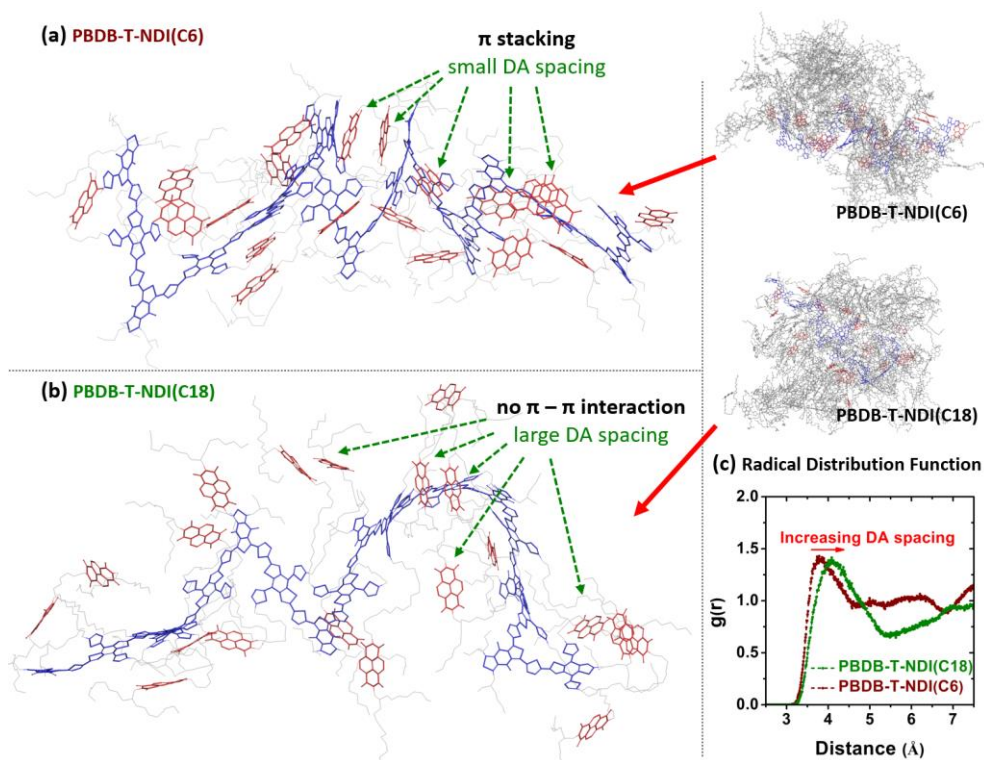 (a) PBDB-T-NDI(C6)
π stacking
small DA spacing
PBDB-T-NDI(C6)
(b) PBDB-T-NDI(C18)
no π – π interaction
large DA spacing
PBDB-T-NDI(C18)
(c) Radical Distribution Function
2.0
1.5
1.0
0.5
0.0
g(r)
Increasing DA spacing
PBDB-T-NDI(C18)
PBDB-T-NDI(C6)
3 4 5 6 7
Distance (Å)